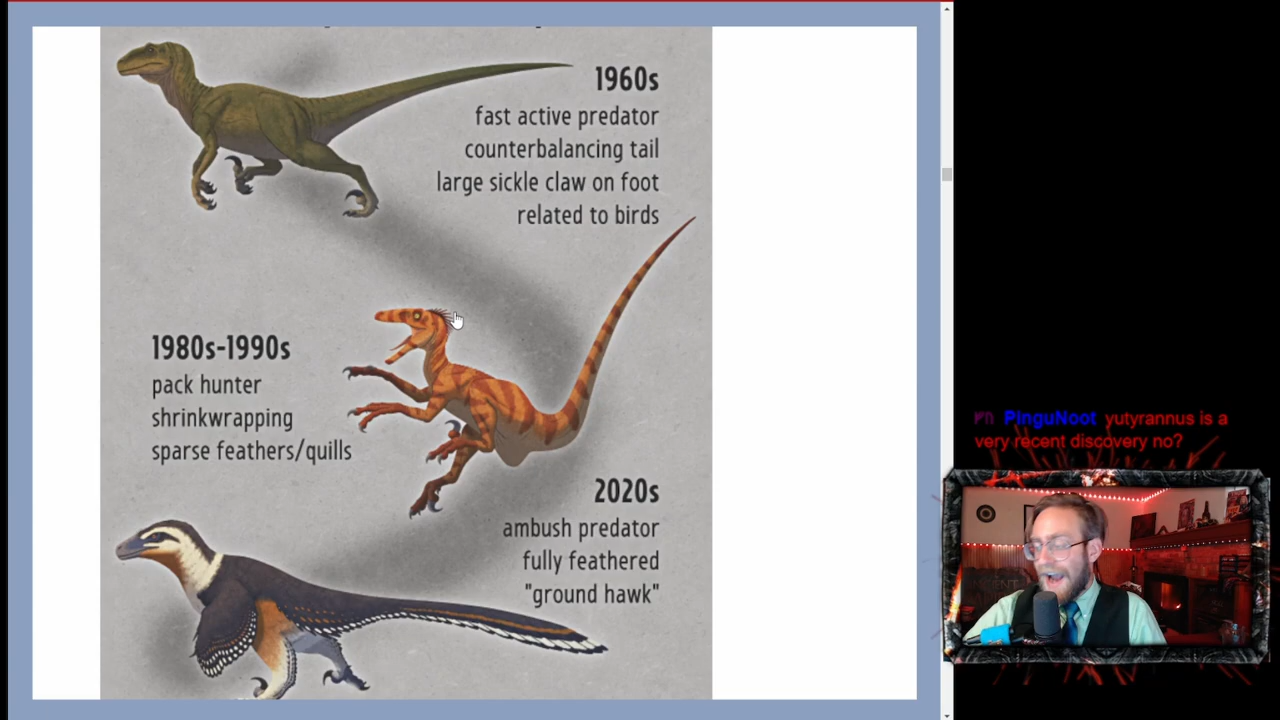 1960s
fast active predator
counterbalancing tail
large sickle claw on foot
related to birds
1980s-1990s
pack hunter
shrinkwrapping
sparse feathers/quills
2020s
ambush predator
fully feathered
"ground hawk"
PinguNoot yutyrannus is a
very recent discovery no?